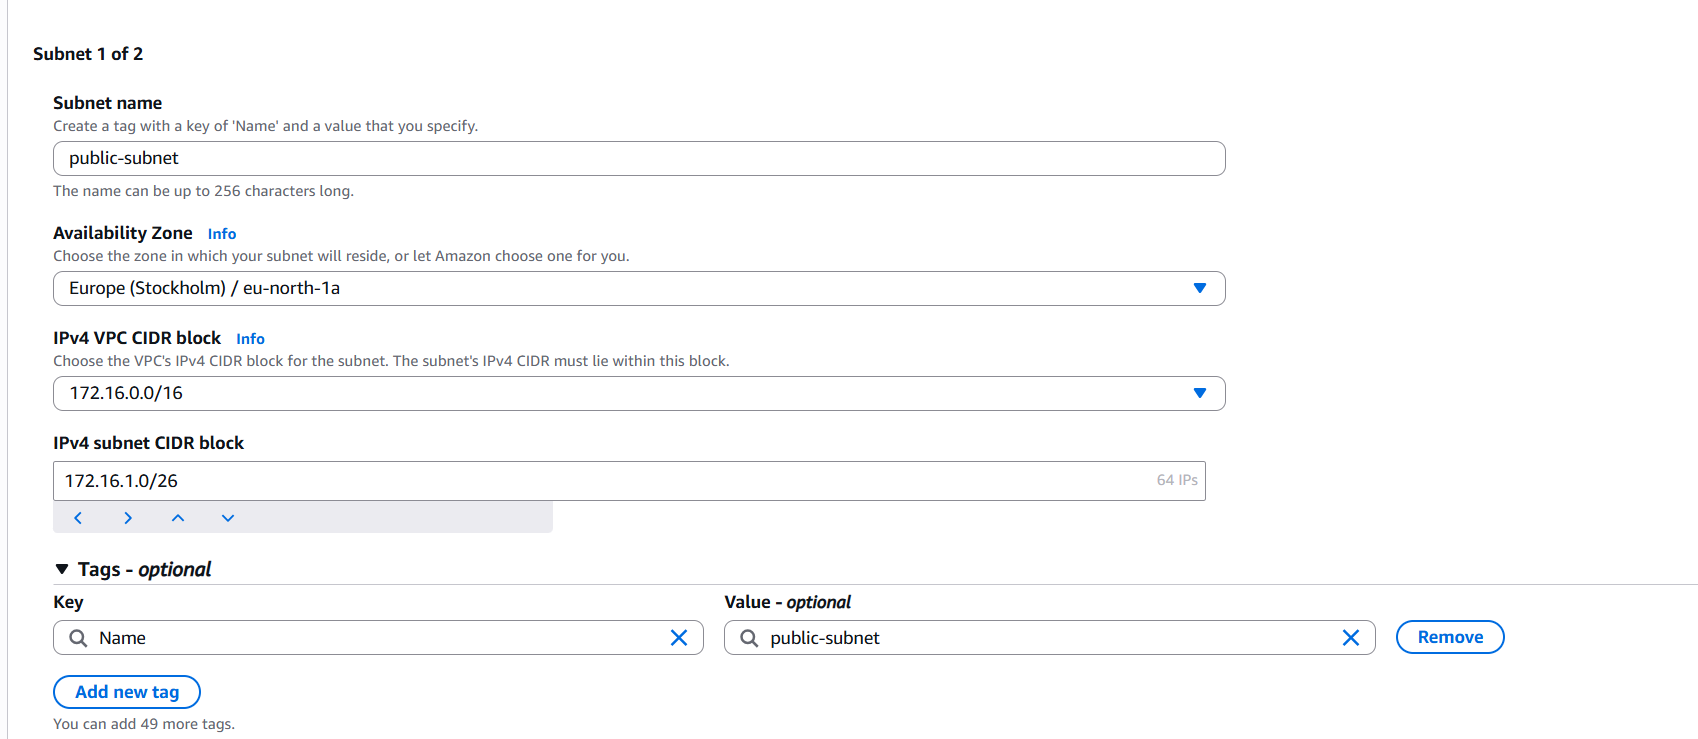 Subnet 1 of 2
Subnet name
Create a tag with a key of 'Name' and a value that you specify.
public-subnet
The name can be up to 256 characters long.
Availability Zone Info
Choose the zone in which your subnet will reside, or let Amazon choose one for you.
Europe (Stockholm) / eu-north-1a
IPv4 VPC CIDR block Info
Choose the VPC's IPv4 CIDR block for the subnet. The subnet's IPv4 CIDR must lie within this block.
172.16.0.0/16
IPv4 subnet CIDR block
172.16.1.0/26 64 IPs
Tags - optional
Key Value - optional
Name public-subnet Remove
Add new tag
You can add 49 more tags.